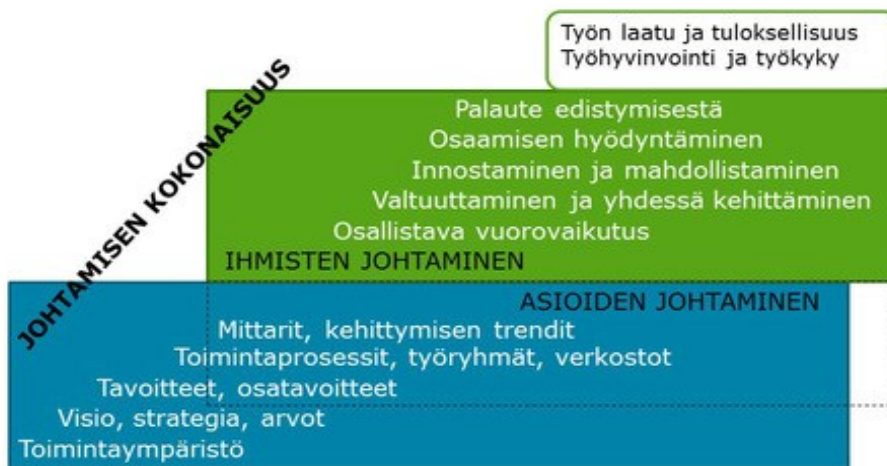 Työn laatu ja tuloksellisuus
Työhyvinvointi ja työkyky
JOHTAMISEN KOKONAISUUS
Palaute edistymisestä
Osaamisen hyödyntäminen
Innostaminen ja mahdollistaminen
Valtuuttaminen ja yhdessä kehittäminen
Osallistava vuorovaikutus
IHMISTEN JOHTAMINEN
ASIOIDEN JOHTAMINEN
Mittarit, kehittymisen trendit
Toimintaprosessit, työryhmät, verkostot
Tavoitteet, osatavoitteet
Visio, strategia, arvot
Toimintaympäristö